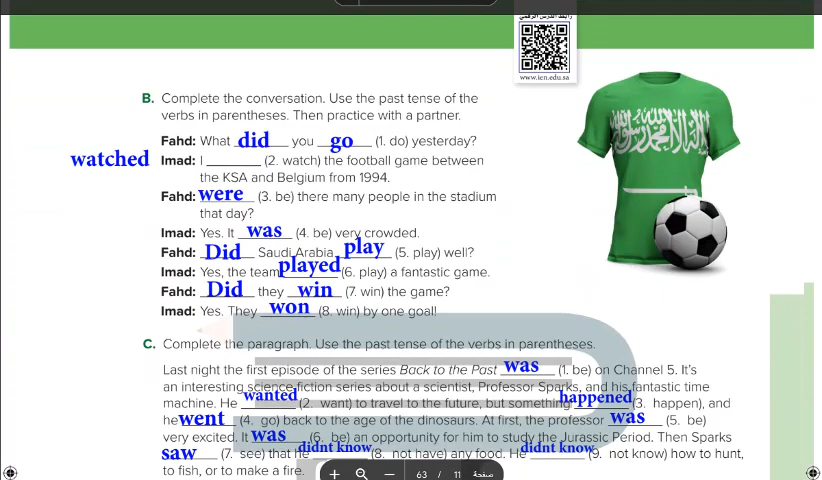 رابط الدرس الرقمي
www.ien.edu.sa
B. Complete the conversation. Use the past tense of the
verbs in parentheses. Then practice with a partner.
Fahd: What did you go (1. do) yesterday?
watched Imad: I ______ (2. watch) the football game between
the KSA and Belgium from 1994.
Fahd: were (3. be) there many people in the stadium
that day?
Imad: Yes. It was (4. be) very crowded.
Fahd: Did Saudi Arabia play (5. play) well?
Imad: Yes, the team played (6. play) a fantastic game.
Fahd: Did they win (7. win) the game?
Imad: Yes. They won (8. win) by one goal!
C. Complete the paragraph. Use the past tense of the verbs in parentheses.
Last night the first episode of the series Back to the Past was (1. be) on Channel 5. It's
an interesting science fiction series about a scientist, Professor Sparks, and his fantastic time
machine. He wanted (2. want) to travel to the future, but something happened (3. happen), and
he went (4. go) back to the age of the dinosaurs. At first, the professor was (5. be)
very excited. It was (6. be) an opportunity for him to study the Jurassic Period. Then Sparks
saw (7. see) that he didnt know (8. not have) any food. He didnt know (9. not know) how to hunt,
to fish, or to make a fire.
63 / 11 صفحة